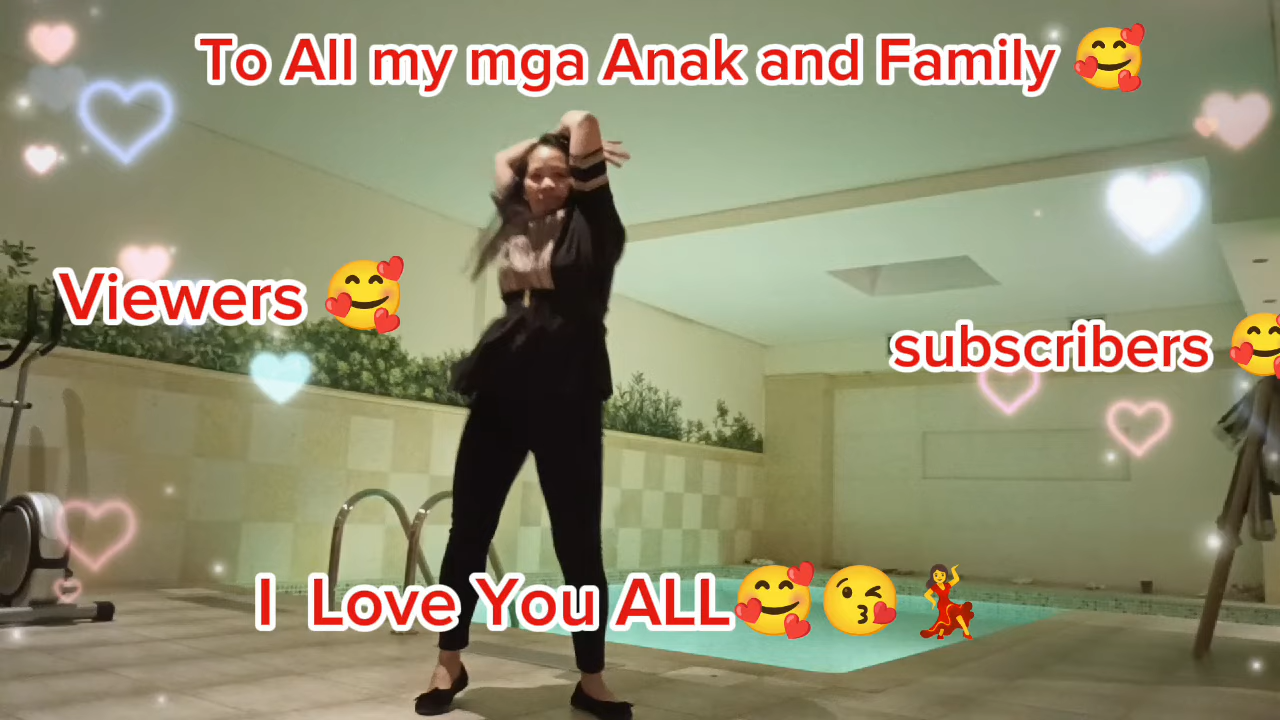 To All my mga Anak and Family 🥰
Viewers 🥰
subscribers 🥰
I Love You ALL🥰😘💃